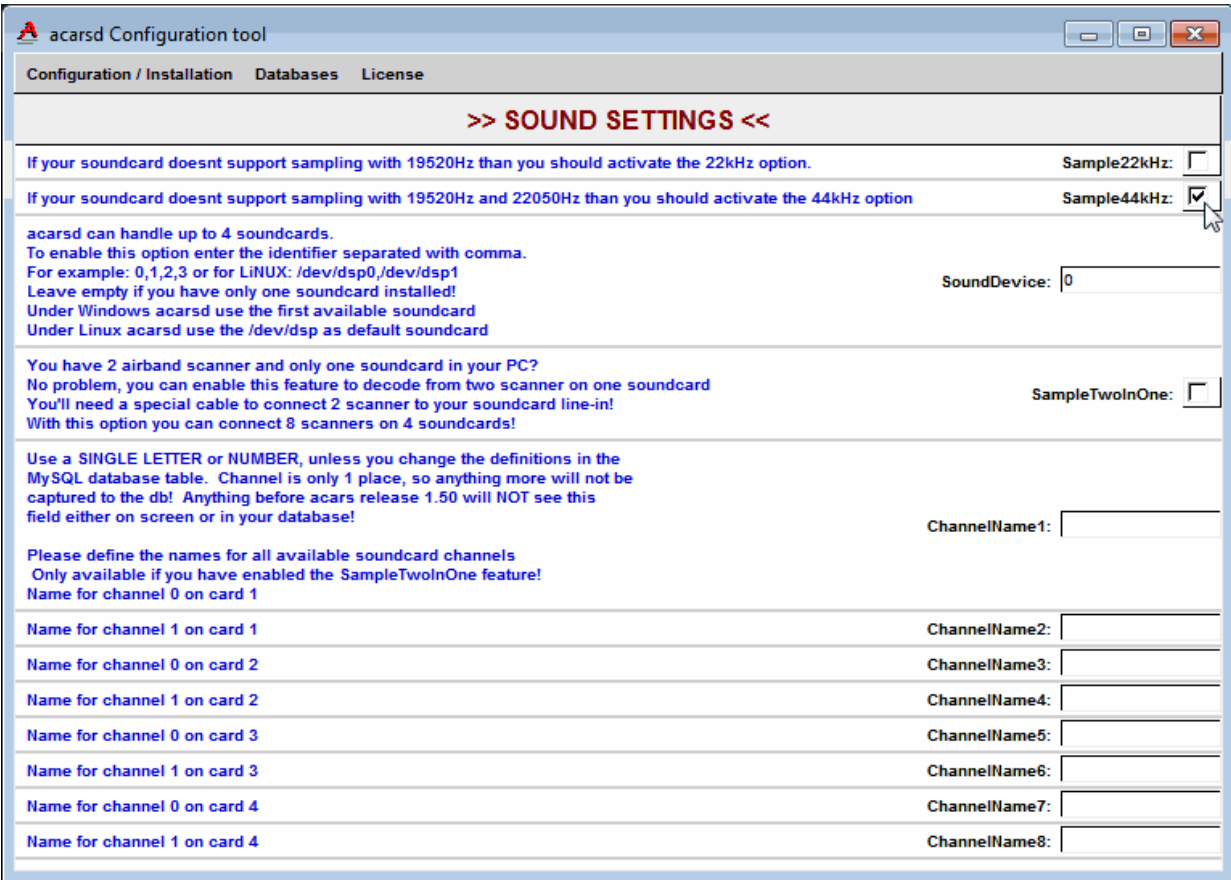 acarsd Configuration tool
Configuration / Installation Databases License
>> SOUND SETTINGS <<
If your soundcard doesnt support sampling with 19520Hz than you should activate the 22kHz option. Sample22kHz:
If your soundcard doesnt support sampling with 19520Hz and 22050Hz than you should activate the 44kHz option Sample44kHz:
acarsd can handle up to 4 soundcards.
To enable this option enter the identifier separated with comma.
For example: 0,1,2,3 or for LiNUX: /dev/dsp0,/dev/dsp1
Leave empty if you have only one soundcard installed!
Under Windows acarsd use the first available soundcard
Under Linux acarsd use the /dev/dsp as default soundcard
SoundDevice: 0
You have 2 airband scanner and only one soundcard in your PC?
No problem, you can enable this feature to decode from two scanner on one soundcard
You'll need a special cable to connect 2 scanner to your soundcard line-in!
With this option you can connect 8 scanners on 4 soundcards!
SampleTwoInOne:
Use a SINGLE LETTER or NUMBER, unless you change the definitions in the
MySQL database table. Channel is only 1 place, so anything more will not be
captured to the db! Anything before acars release 1.50 will NOT see this
field either on screen or in your database!
Please define the names for all available soundcard channels
Only available if you have enabled the SampleTwoInOne feature!
Name for channel 0 on card 1
ChannelName1:
Name for channel 1 on card 1 ChannelName2:
Name for channel 0 on card 2 ChannelName3:
Name for channel 1 on card 2 ChannelName4:
Name for channel 0 on card 3 ChannelName5:
Name for channel 1 on card 3 ChannelName6:
Name for channel 0 on card 4 ChannelName7:
Name for channel 1 on card 4 ChannelName8: